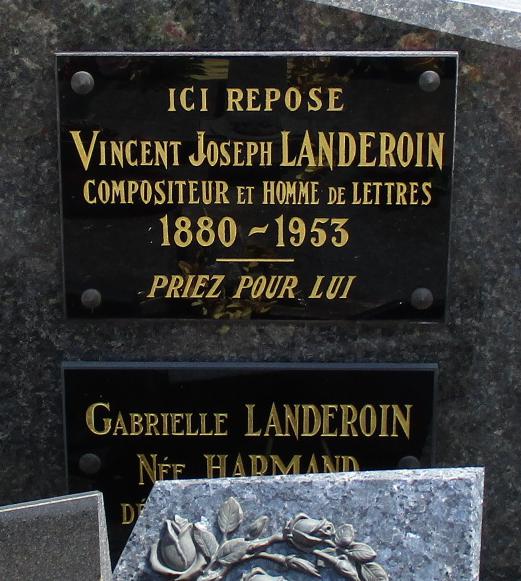 ICI REPOSE
VINCENT JOSEPH LANDEROIN
COMPOSITEUR ET HOMME DE LETTRES
1880 ~ 1953
PRIEZ POUR LUI
GABRIELLE LANDEROIN
NÉE HARMAND